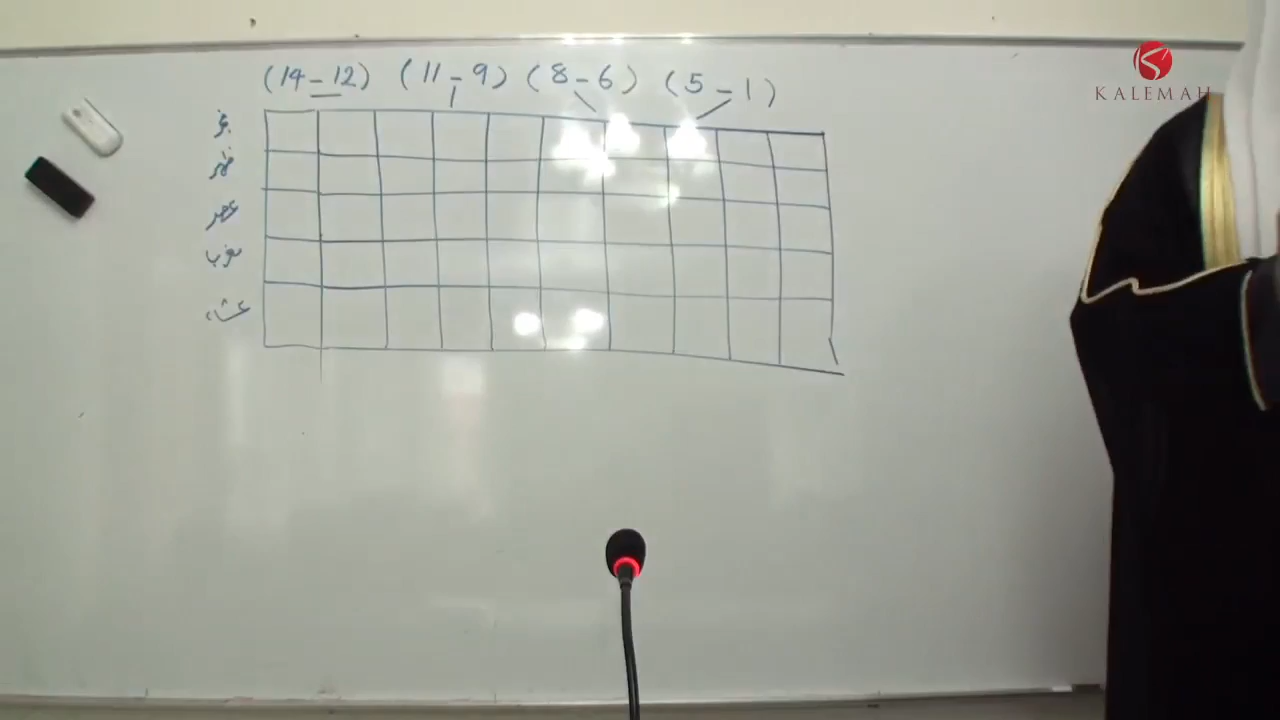 (14-12) (11-9) (8-6) (5-1)
فجر
ظهر
عصر
مغرب
عشاء
KALEMAH